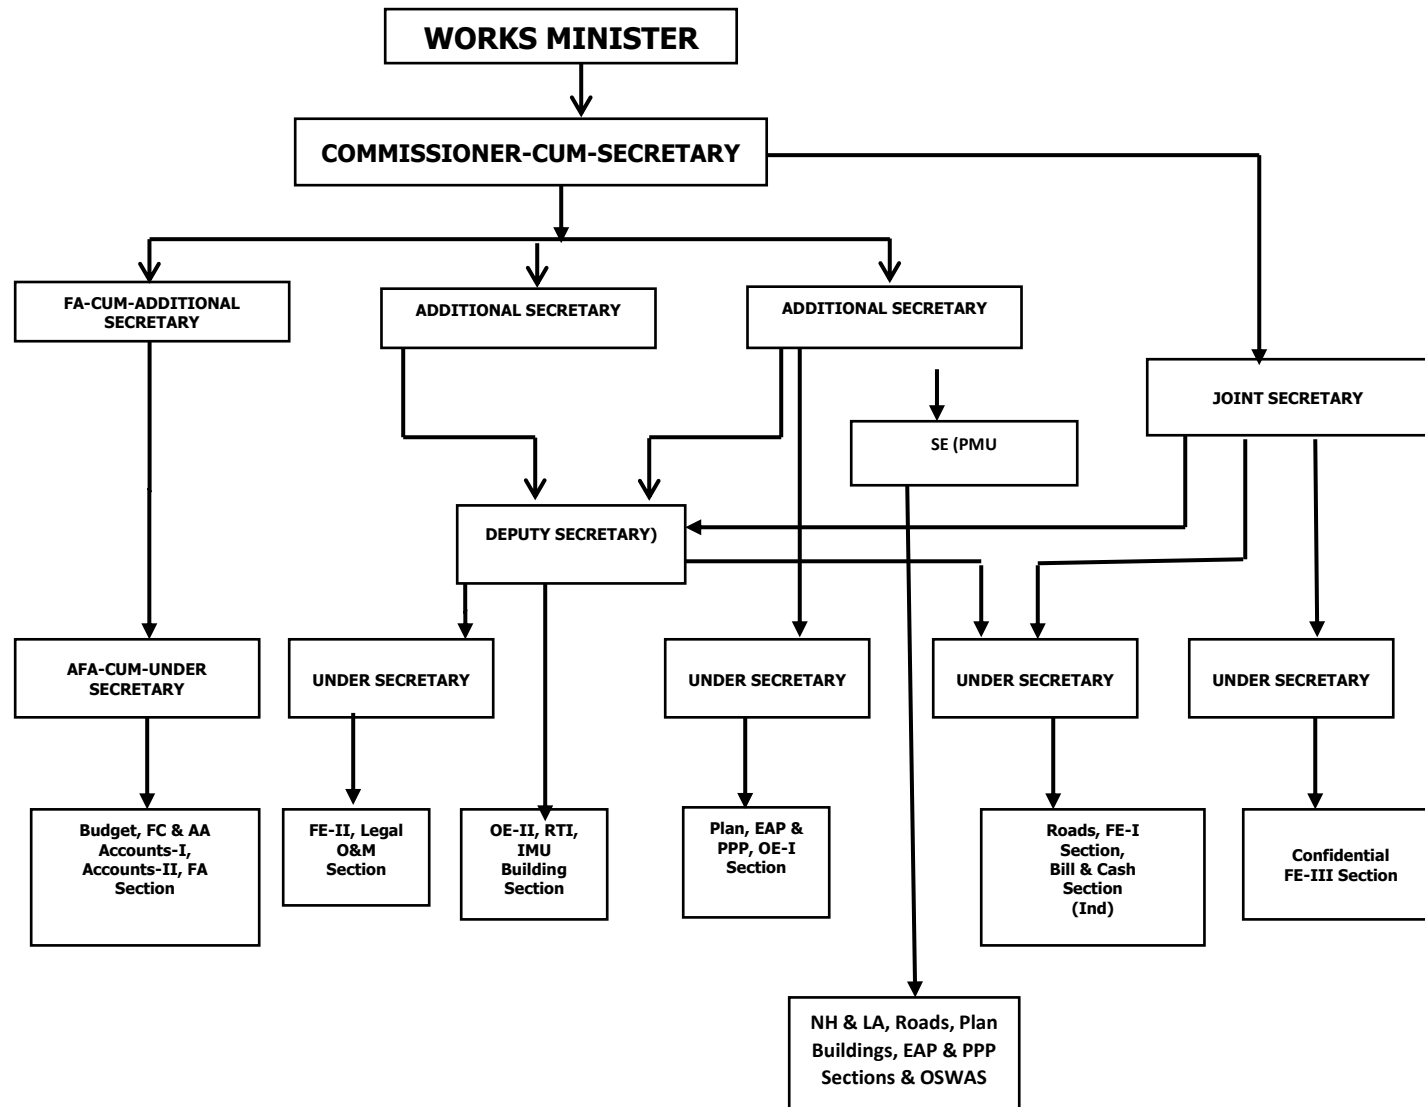 WORKS MINISTER
COMMISSIONER-CUM-SECRETARY
FA-CUM-ADDITIONAL
SECRETARY
ADDITIONAL SECRETARY
ADDITIONAL SECRETARY
JOINT SECRETARY
SE (PMU
DEPUTY SECRETARY)
AFA-CUM-UNDER
SECRETARY
UNDER SECRETARY
UNDER SECRETARY
UNDER SECRETARY
UNDER SECRETARY
Budget, FC & AA
Accounts-I,
Accounts-II, FA
Section
FE-II, Legal
O&M
Section
OE-II, RTI,
IMU
Building
Section
Plan, EAP &
PPP, OE-I
Section
Roads, FE-I
Section,
Bill & Cash
Section
(Ind)
Confidential
FE-III Section
NH & LA, Roads, Plan
Buildings, EAP & PPP
Sections & OSWAS